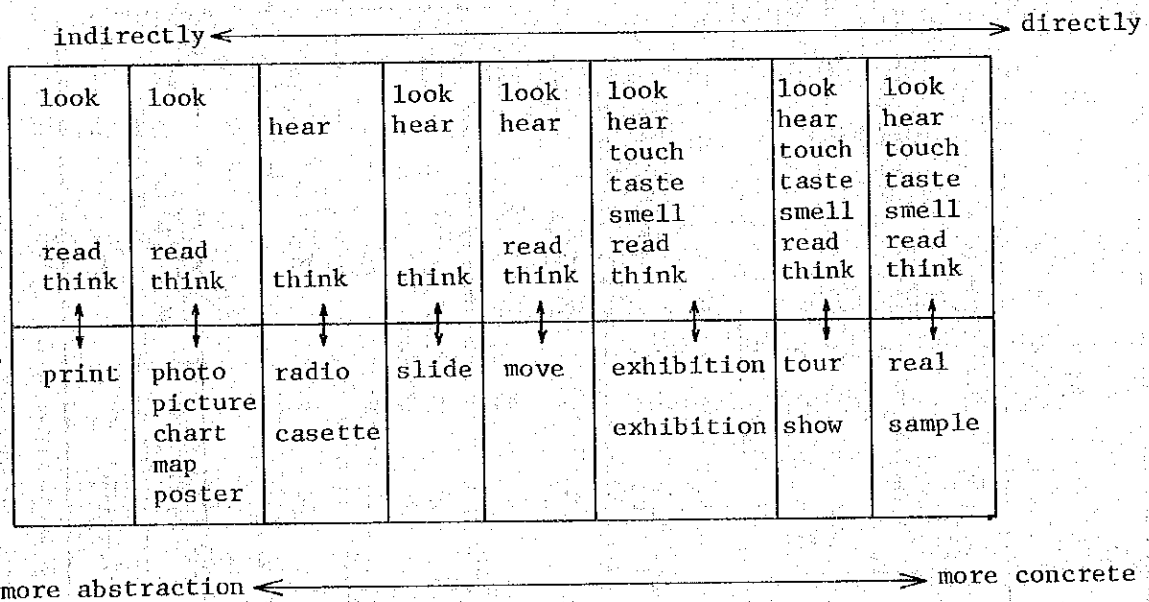 indirectly directly
look look look look look look look
hear hear hear hear hear hear
touch touch touch
taste taste taste
smell smell smell
read read read read read read
think think think think think think think think
print photo radio slide move exhibition tour real
picture
chart casette exhibition show sample
map
poster
more abstraction more concrete